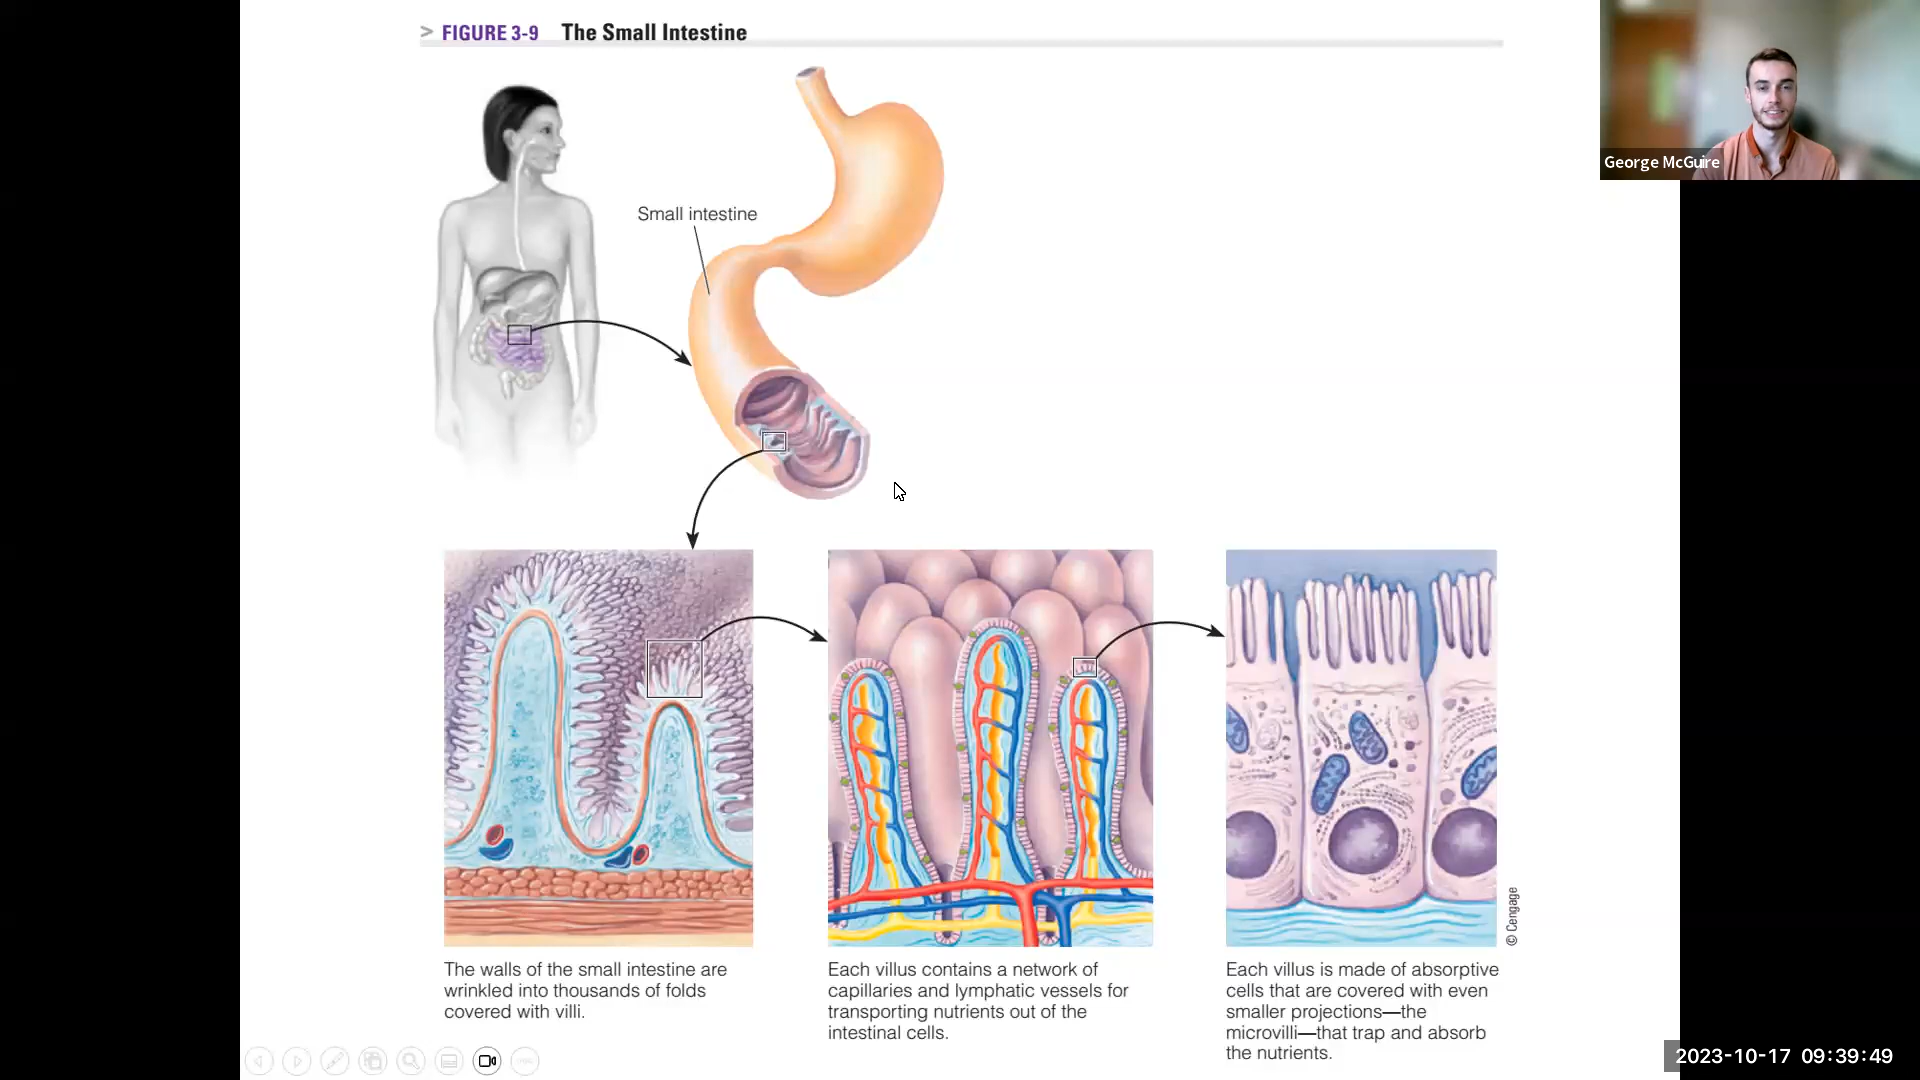 > FIGURE 3-9 The Small Intestine
George McGuire
Small intestine
The walls of the small intestine are
wrinkled into thousands of folds
covered with villi.
Each villus contains a network of
capillaries and lymphatic vessels for
transporting nutrients out of the
intestinal cells.
Each villus is made of absorptive
cells that are covered with even
smaller projections—the
microvilli—that trap and absorb
the nutrients.
© Cengage
2023-10-17 09:39:49